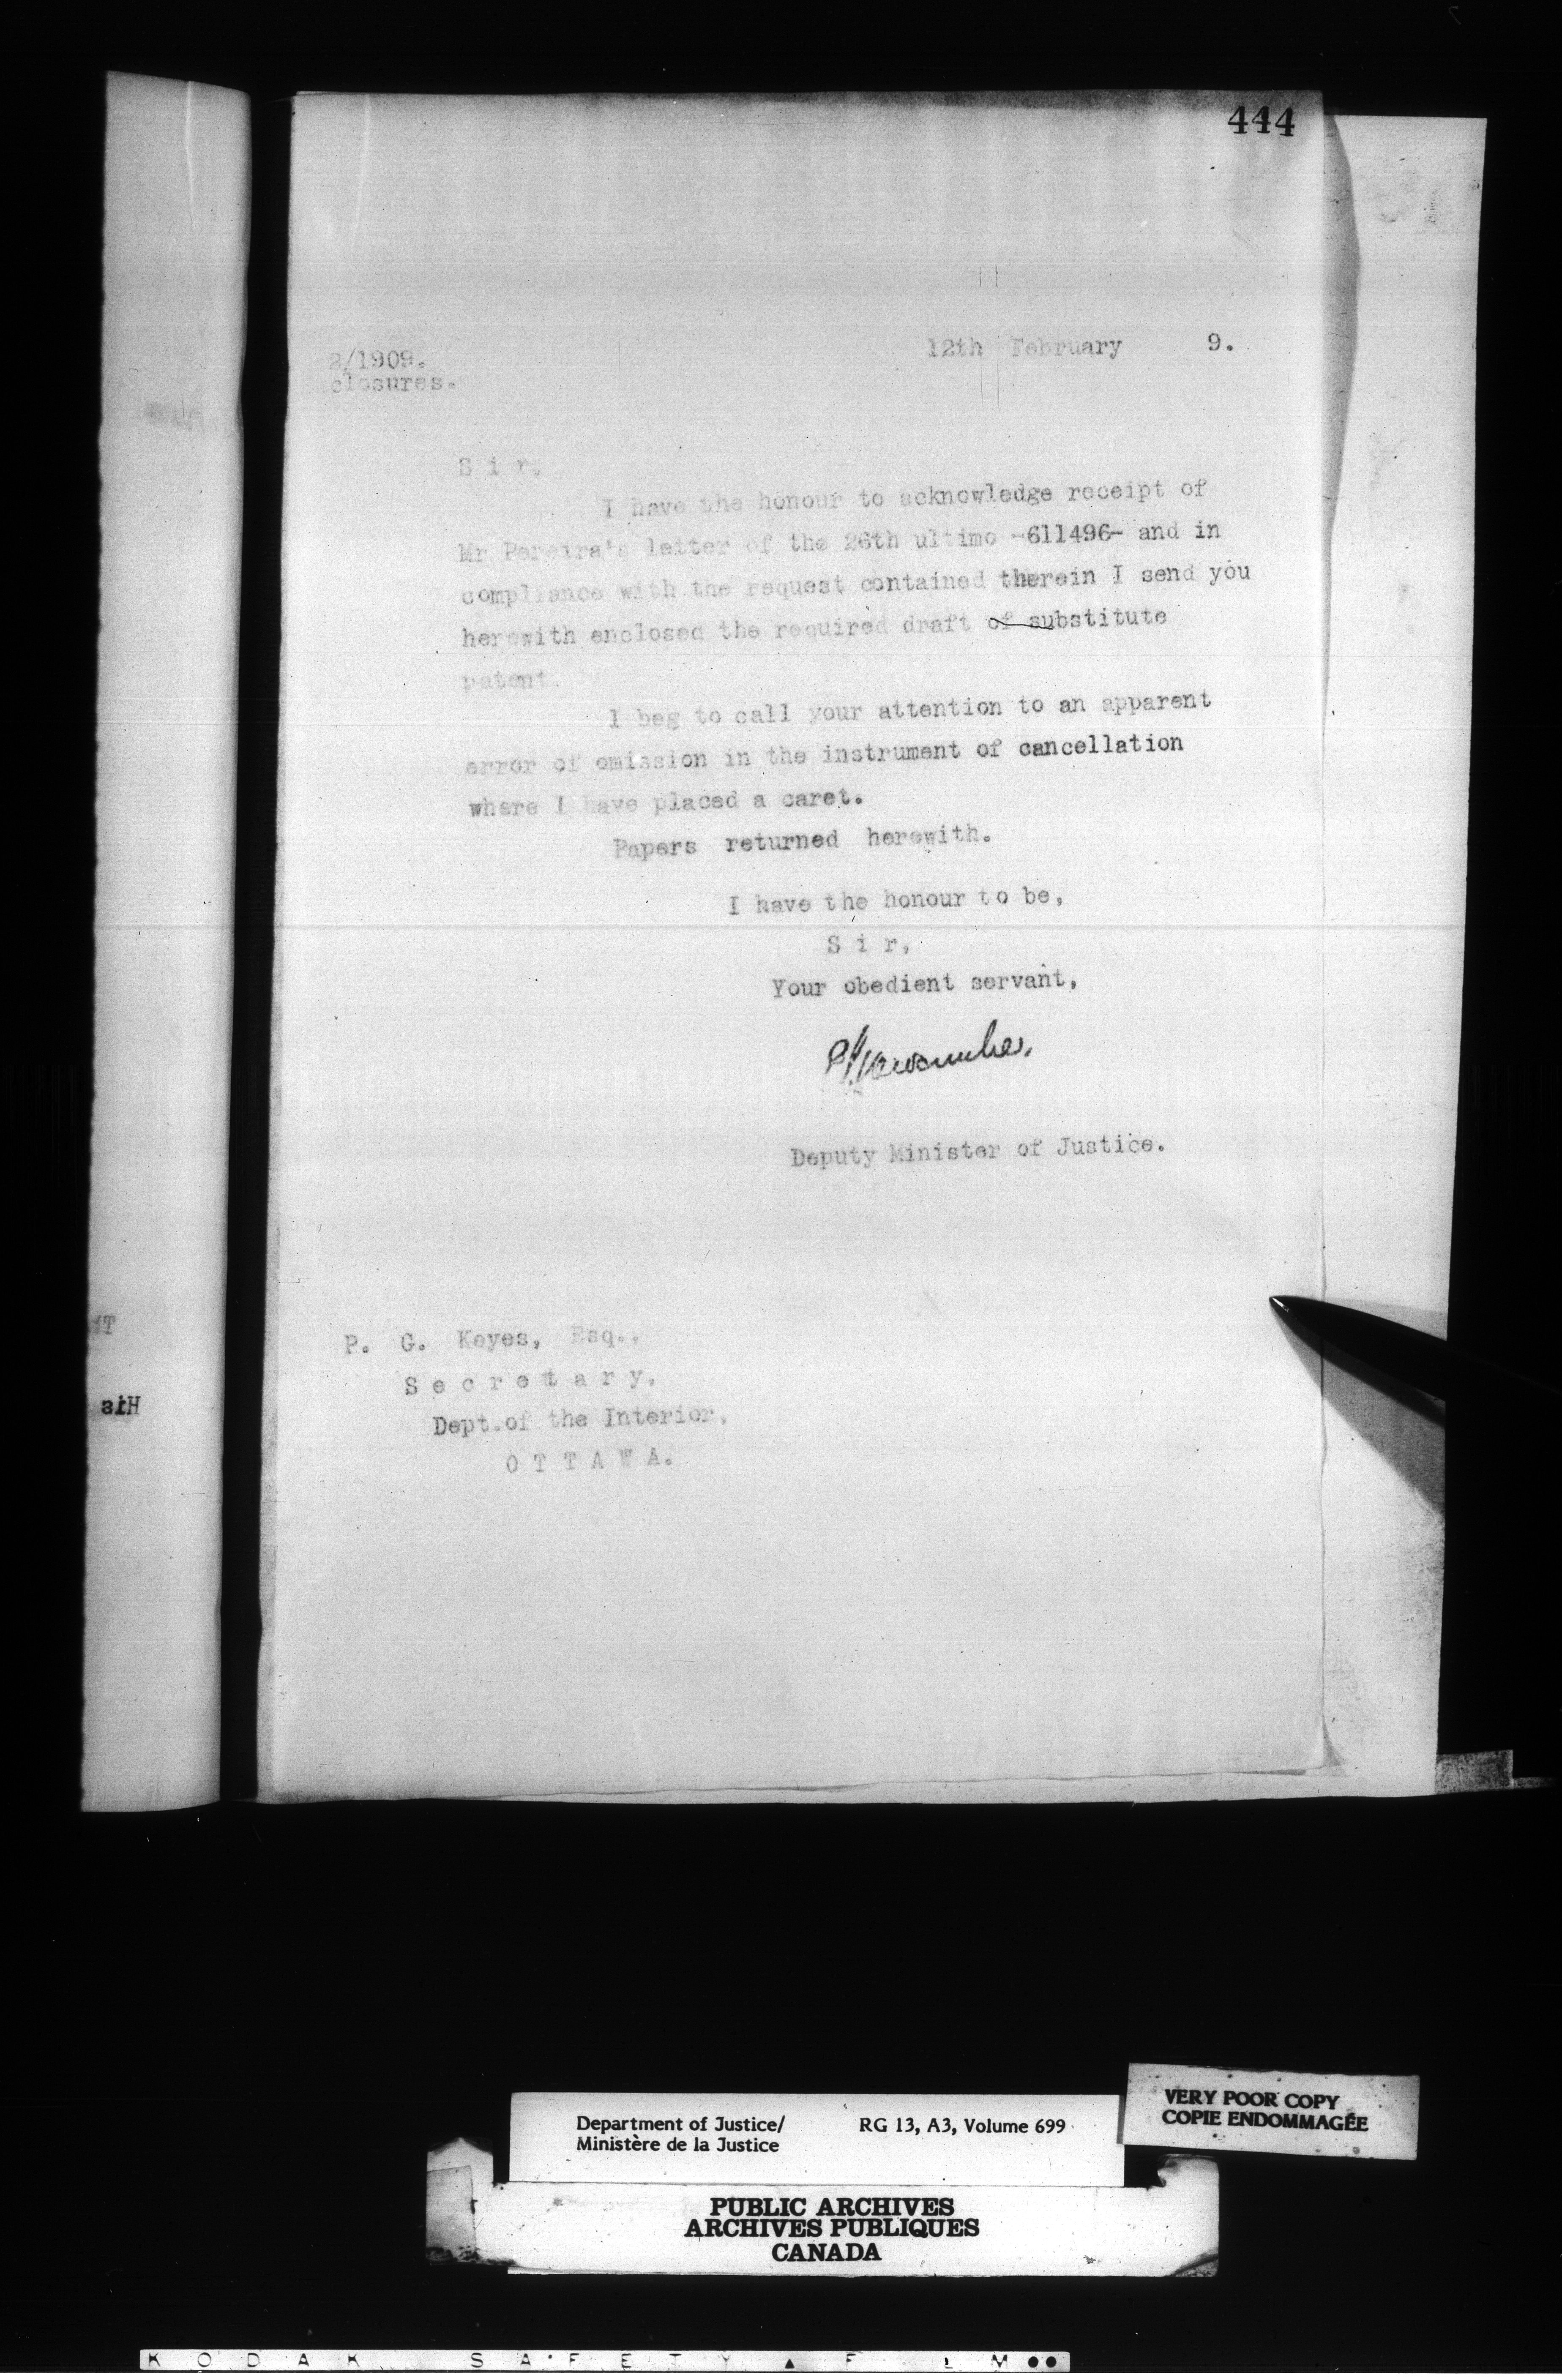 444
12th February 9.
2/1909.
closures.
S i r,
I have the honour to acknowledge receipt of
Mr Pereira's letter of the 26th ultimo -611496- and in
compliance with the request contained therein I send you
herewith enclosed the required draft of substitute
patent.
I beg to call your attention to an apparent
error of omission in the instrument of cancellation
where I have placed a caret.
Papers returned herewith.
I have the honour to be,
S i r,
Your obedient servant,
Deputy Minister of Justice.
P. G. Keyes, Esq.,
S e c r e t a r y,
Dept.of the Interior,
O T T A W A.
VERY POOR COPY
COPIE ENDOMMAGÉE
Department of Justice/ RG 13, A3, Volume 699
Ministère de la Justice
PUBLIC ARCHIVES
ARCHIVES PUBLIQUES
CANADA
KODAK SAFETY ▲ F LM ●●